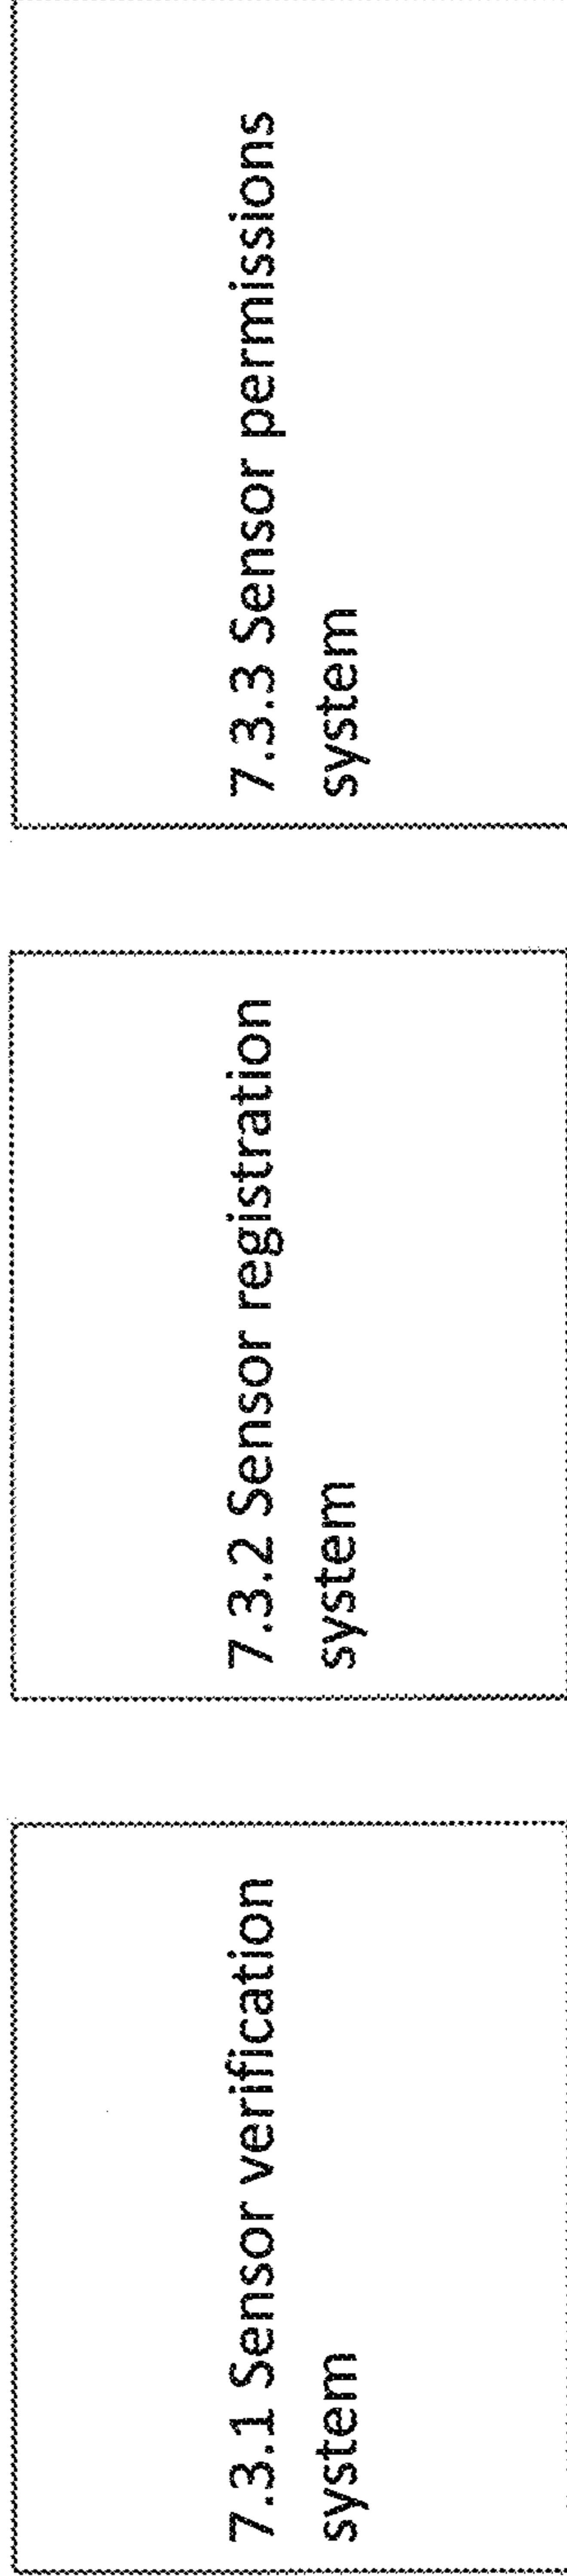 7.3.1 Sensor verification
system
7.3.2 Sensor registration
system
7.3.3 Sensor permissions
system